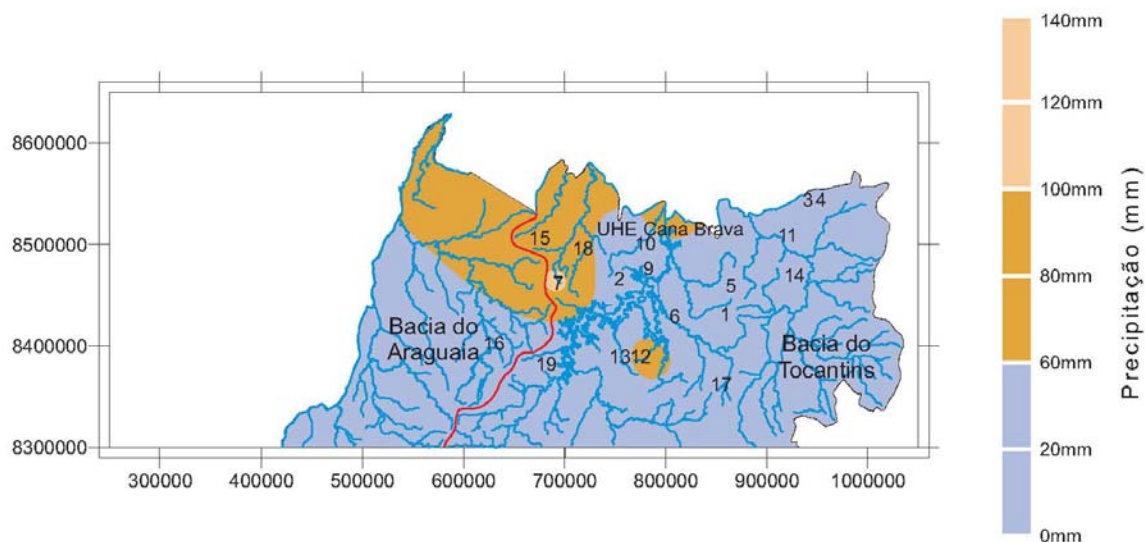 140mm
120mm
100mm
80mm
60mm
20mm
0mm
Precipitação (mm)
8600000
8500000
8400000
8300000
34
UHE Cana Brava
15
18
10
11
7
2
9
5
14
6
1
Bacia do
Araguaia
16
19
1312
Bacia do
Tocantins
17
300000
400000
500000
600000
700000
800000
900000
1000000